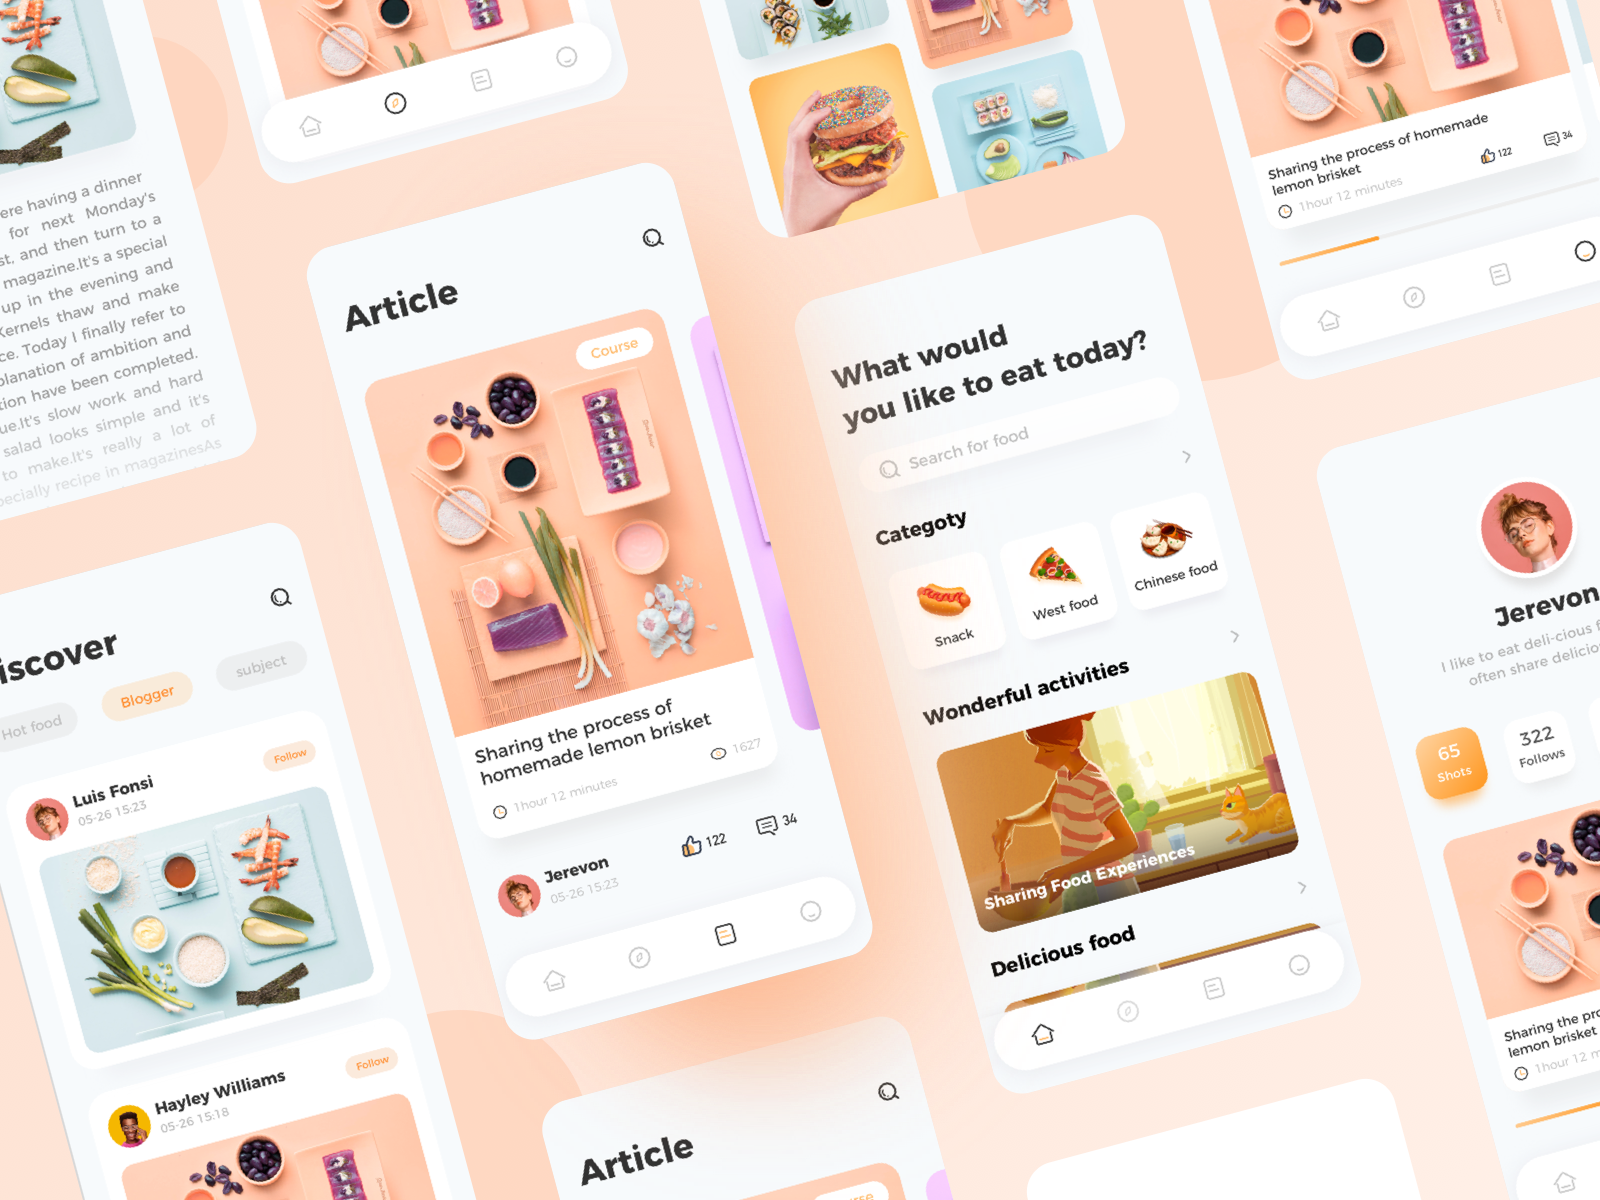 ere having a dinner
for next Monday's
st, and then turn to a
magazine.It's a special
up in the evening and
Kernels thaw and make
ce. Today I finally refer to
planation of ambition and
tion have been completed.
ue.It's slow work and hard
salad looks simple and it's
to make.It's really a lot of
pecially recipe in magazinesAs
iscover
Hot food
Blogger
subject
Luis Fonsi
05-26 15:23
Follow
Hayley Williams
05-26 15:18
Follow
Article
Course
Sharing the process of
homemade lemon brisket
1hour 12 minutes
1627
Jerevon
05-26 15:23
122
34
Article
rse
What would
you like to eat today?
Search for food
Categoty
Snack
West food
Chinese food
Wonderful activities
Sharing Food Experiences
Delicious food
Sharing the process of homemade
lemon brisket
122
34
1hour 12 minutes
Jerevon
I like to eat deli-cious f
often share delicio
65
Shots
322
Follows
Sharing the pro
lemon brisket
1hour 12 m